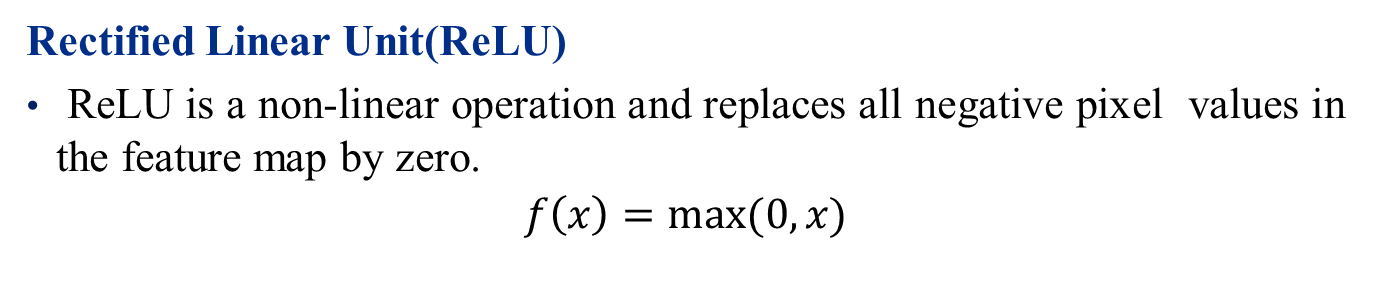 Rectified Linear Unit(ReLU)
• ReLU is a non-linear operation and replaces all negative pixel values in
the feature map by zero.
f(x) = max(0, x)